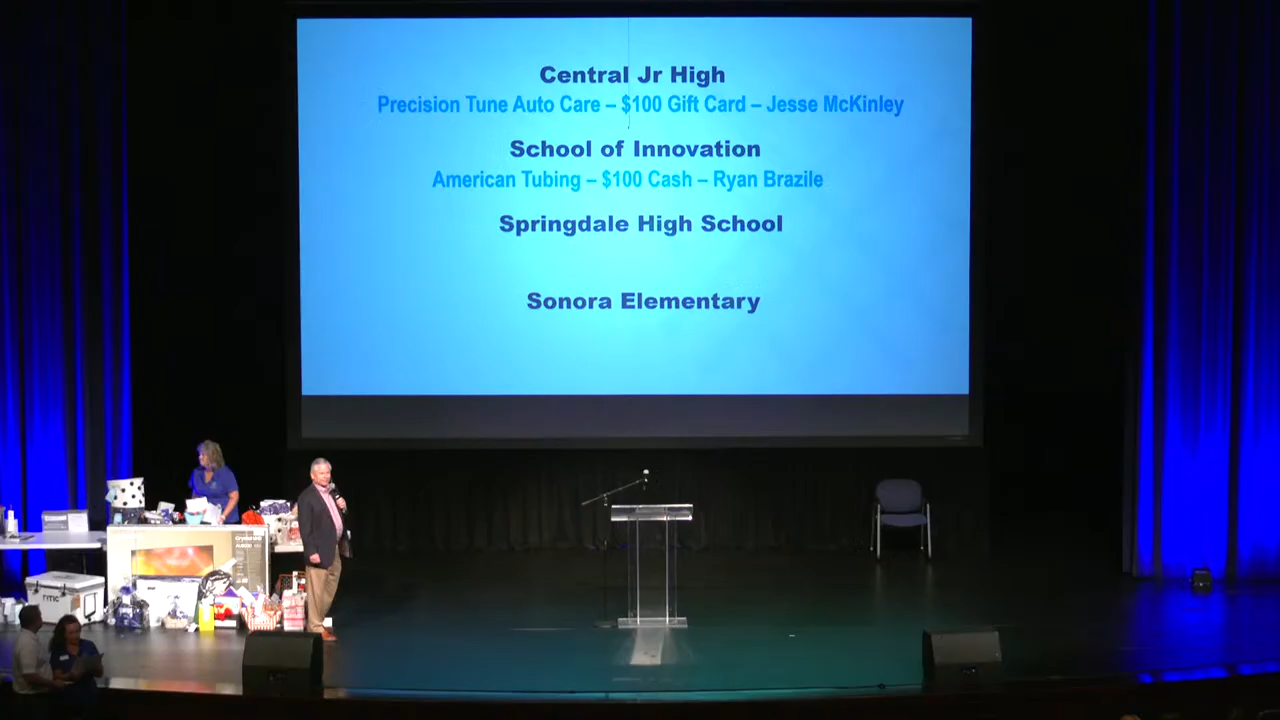 Central Jr High
Precision Tune Auto Care – $100 Gift Card – Jesse McKinley
School of Innovation
American Tubing – $100 Cash – Ryan Brazile
Springdale High School
Sonora Elementary
RTIC